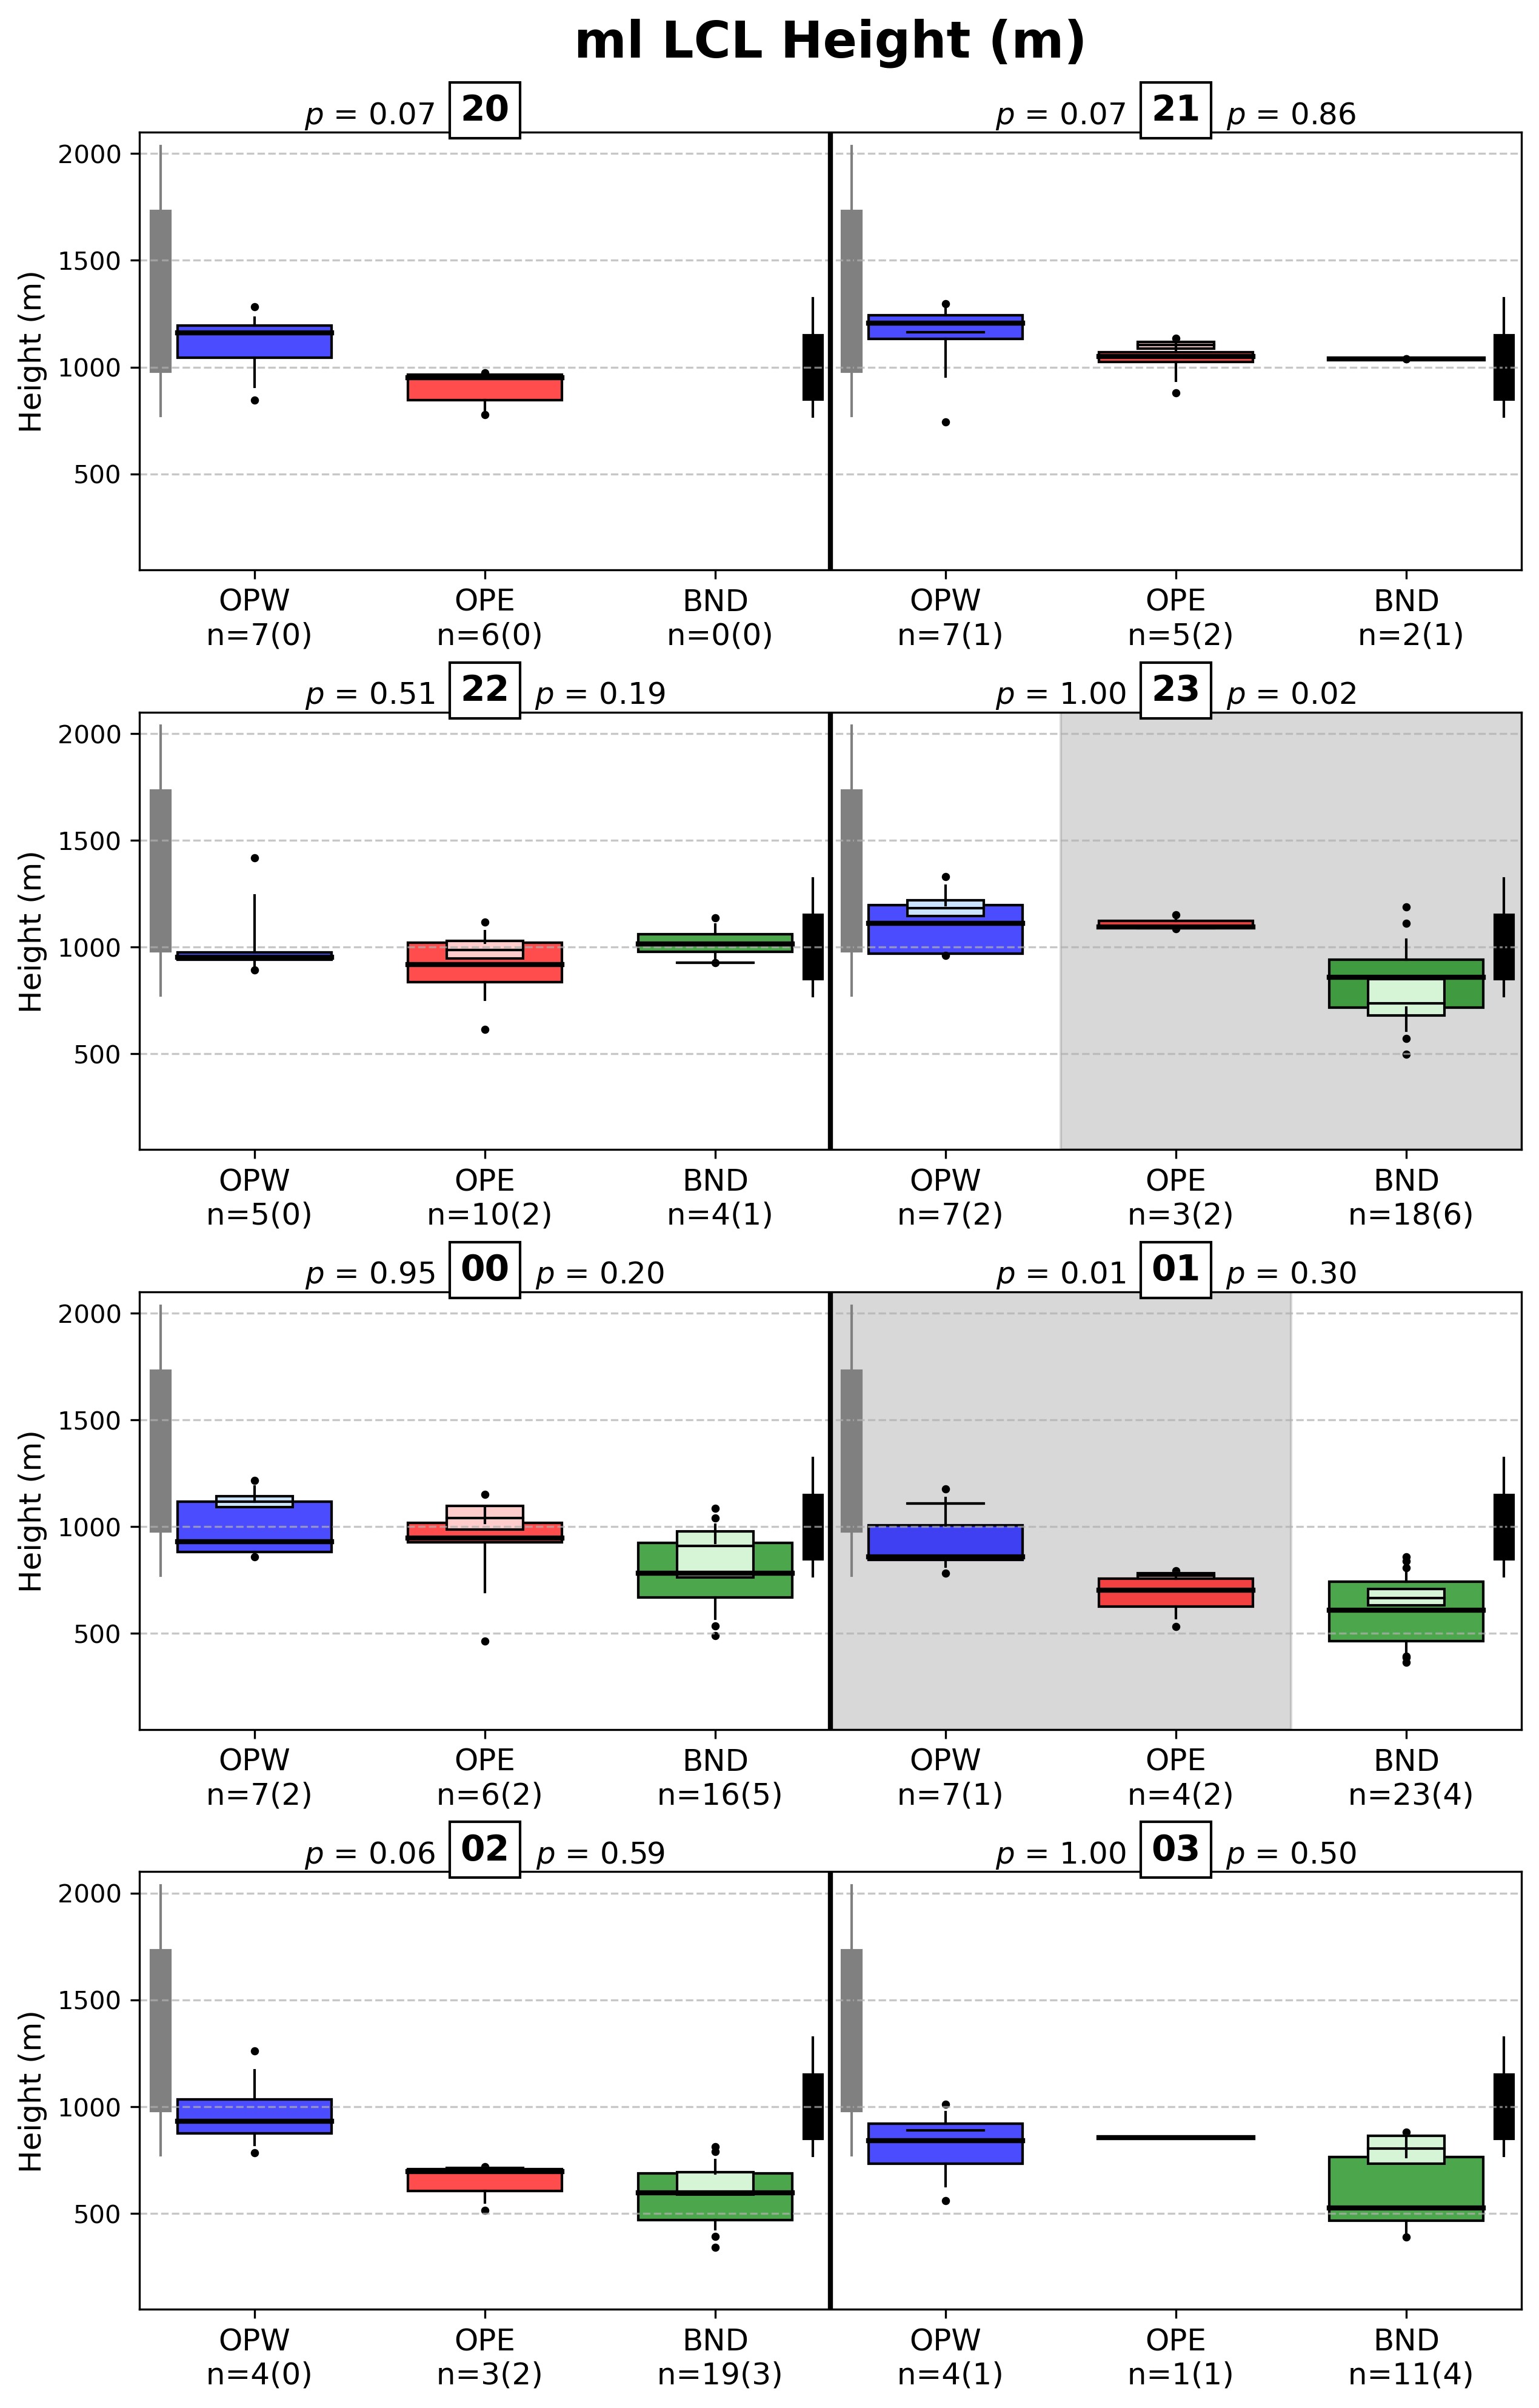 ml LCL Height (m)
p = 0.07 20
p = 0.07 21 p = 0.86
Height (m)
2000
1500
1000
500
OPW OPE BND OPW OPE BND
n=7(0) n=6(0) n=0(0) n=7(1) n=5(2) n=2(1)
p = 0.51 22 p = 0.19
p = 1.00 23 p = 0.02
Height (m)
2000
1500
1000
500
OPW OPE BND OPW OPE BND
n=5(0) n=10(2) n=4(1) n=7(2) n=3(2) n=18(6)
p = 0.95 00 p = 0.20
p = 0.01 01 p = 0.30
Height (m)
2000
1500
1000
500
OPW OPE BND OPW OPE BND
n=7(2) n=6(2) n=16(5) n=7(1) n=4(2) n=23(4)
p = 0.06 02 p = 0.59
p = 1.00 03 p = 0.50
Height (m)
2000
1500
1000
500
OPW OPE BND OPW OPE BND
n=4(0) n=3(2) n=19(3) n=4(1) n=1(1) n=11(4)